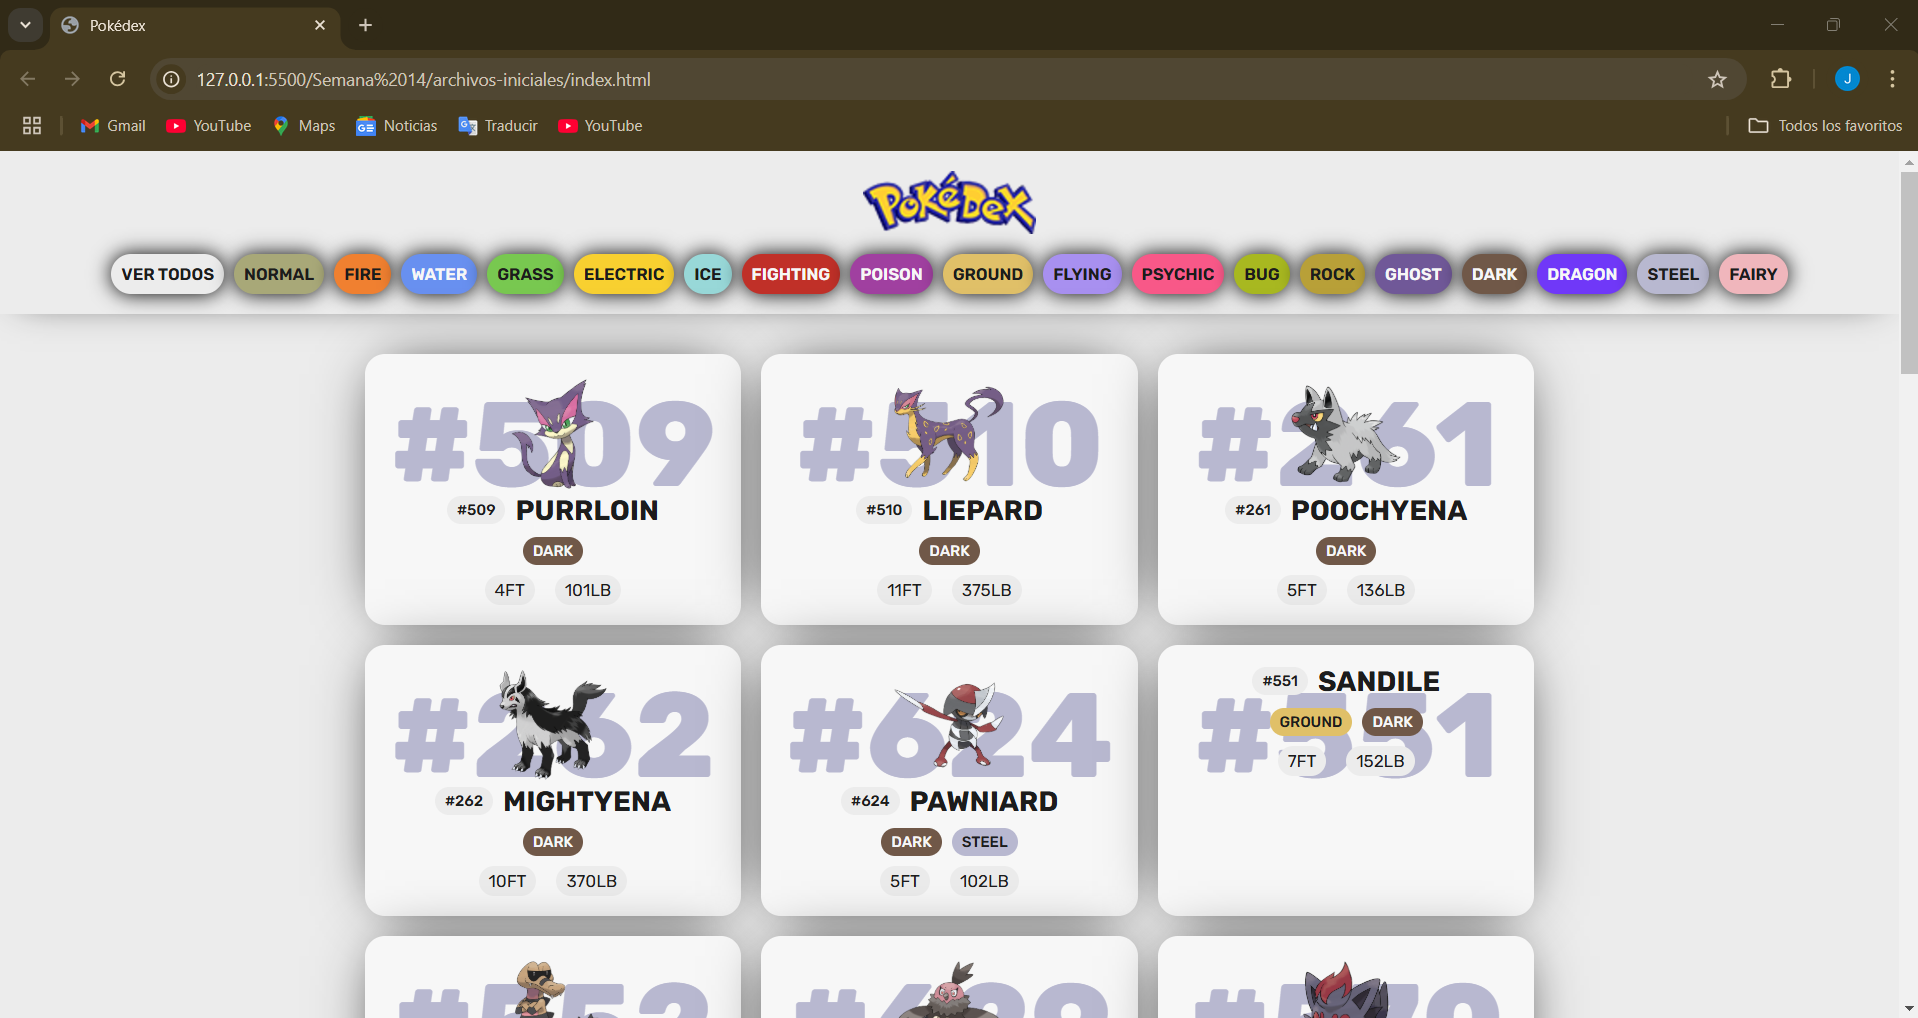 Pokédex
127.0.0.1:5500/Semana%2014/archivos-iniciales/index.html
J
Gmail YouTube Maps Noticias Traducir YouTube Todos los favoritos
POKéDEX
VER TODOS NORMAL FIRE WATER GRASS ELECTRIC ICE FIGHTING POISON GROUND FLYING PSYCHIC BUG ROCK GHOST DARK DRAGON STEEL FAIRY
#509
#509 PURRLOIN
DARK
4FT 101LB
#510
#510 LIEPARD
DARK
11FT 375LB
#261
#261 POOCHYENA
DARK
5FT 136LB
#262
#262 MIGHTYENA
DARK
10FT 370LB
#624
#624 PAWNIARD
DARK STEEL
5FT 102LB
#551 SANDILE
#551
GROUND DARK
7FT 152LB